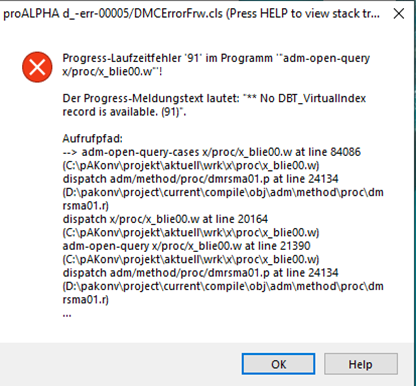 proALPHA d_-err-00005/DMCErrorFrw.cls (Press HELP to view stack tr...
Progress-Laufzeitfehler '91' im Programm '"adm-open-query
x/proc/x_blie00.w"'!
Der Progress-Meldungstext lautet: "** No DBT_VirtualIndex
record is available. (91)".
Aufrufpfad:
--> adm-open-query-cases x/proc/x_blie00.w at line 84086
(C:\pAKonv\projekt\aktuell\wrk\x\proc\x_blie00.w)
dispatch adm/method/proc/dmrsma01.p at line 24134
(D:\pakonv\project\current\compile\obj\adm\method\proc\dm
rsma01.r)
dispatch x/proc/x_blie00.w at line 20164
(C:\pAKonv\projekt\aktuell\wrk\x\proc\x_blie00.w)
adm-open-query x/proc/x_blie00.w at line 21390
(C:\pAKonv\projekt\aktuell\wrk\x\proc\x_blie00.w)
dispatch adm/method/proc/dmrsma01.p at line 24134
(D:\pakonv\project\current\compile\obj\adm\method\proc\dm
rsma01.r)
...
OK Help